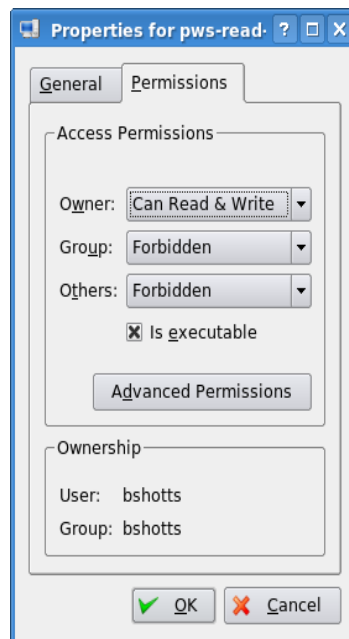 Properties for pws-read-
General
Permissions
Access Permissions
Owner: Can Read & Write
Group: Forbidden
Others: Forbidden
Is executable
Advanced Permissions
Ownership
User: bshotts
Group: bshotts
OK
Cancel